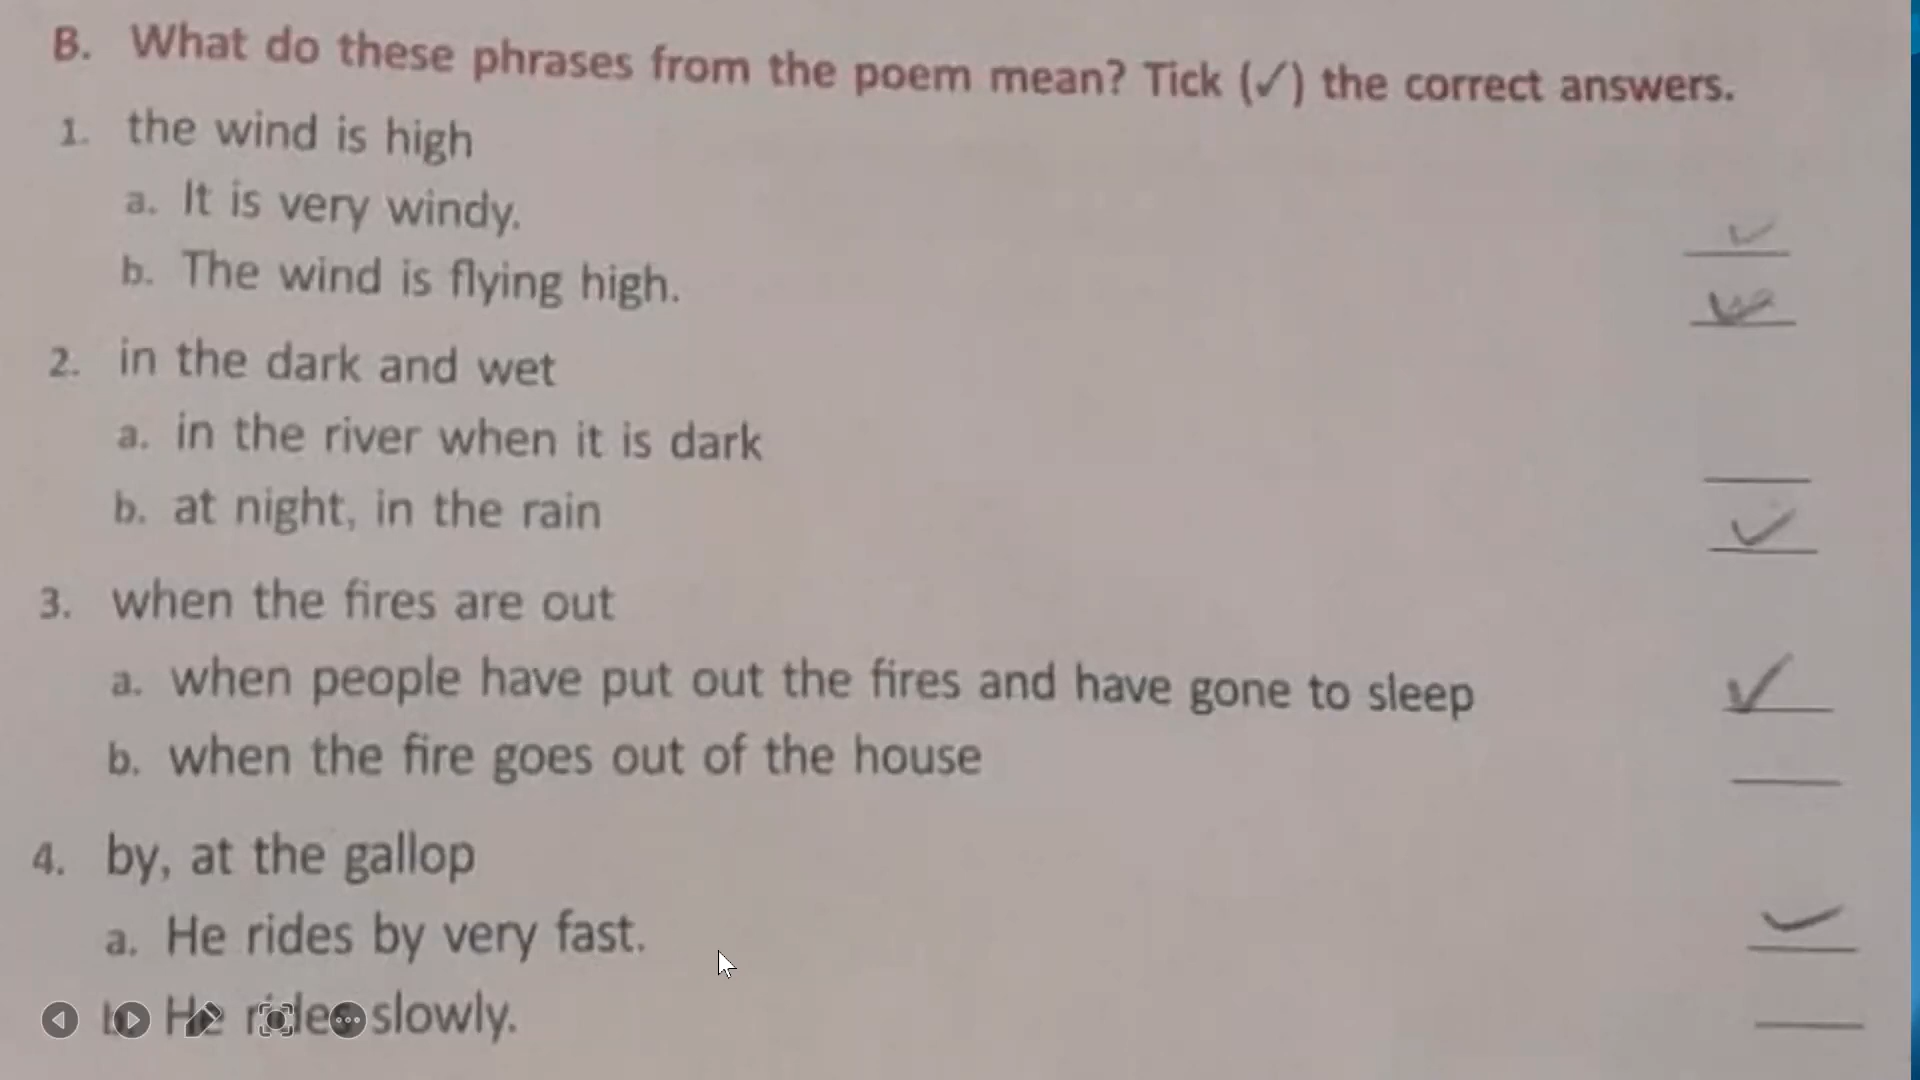 B. What do these phrases from the poem mean? Tick (✓) the correct answers.
1. the wind is high
a. It is very windy. ✓
b. The wind is flying high.
2. in the dark and wet
a. in the river when it is dark
b. at night, in the rain ✓
3. when the fires are out
a. when people have put out the fires and have gone to sleep ✓
b. when the fire goes out of the house
4. by, at the gallop
a. He rides by very fast. ✓
b. He rides slowly.